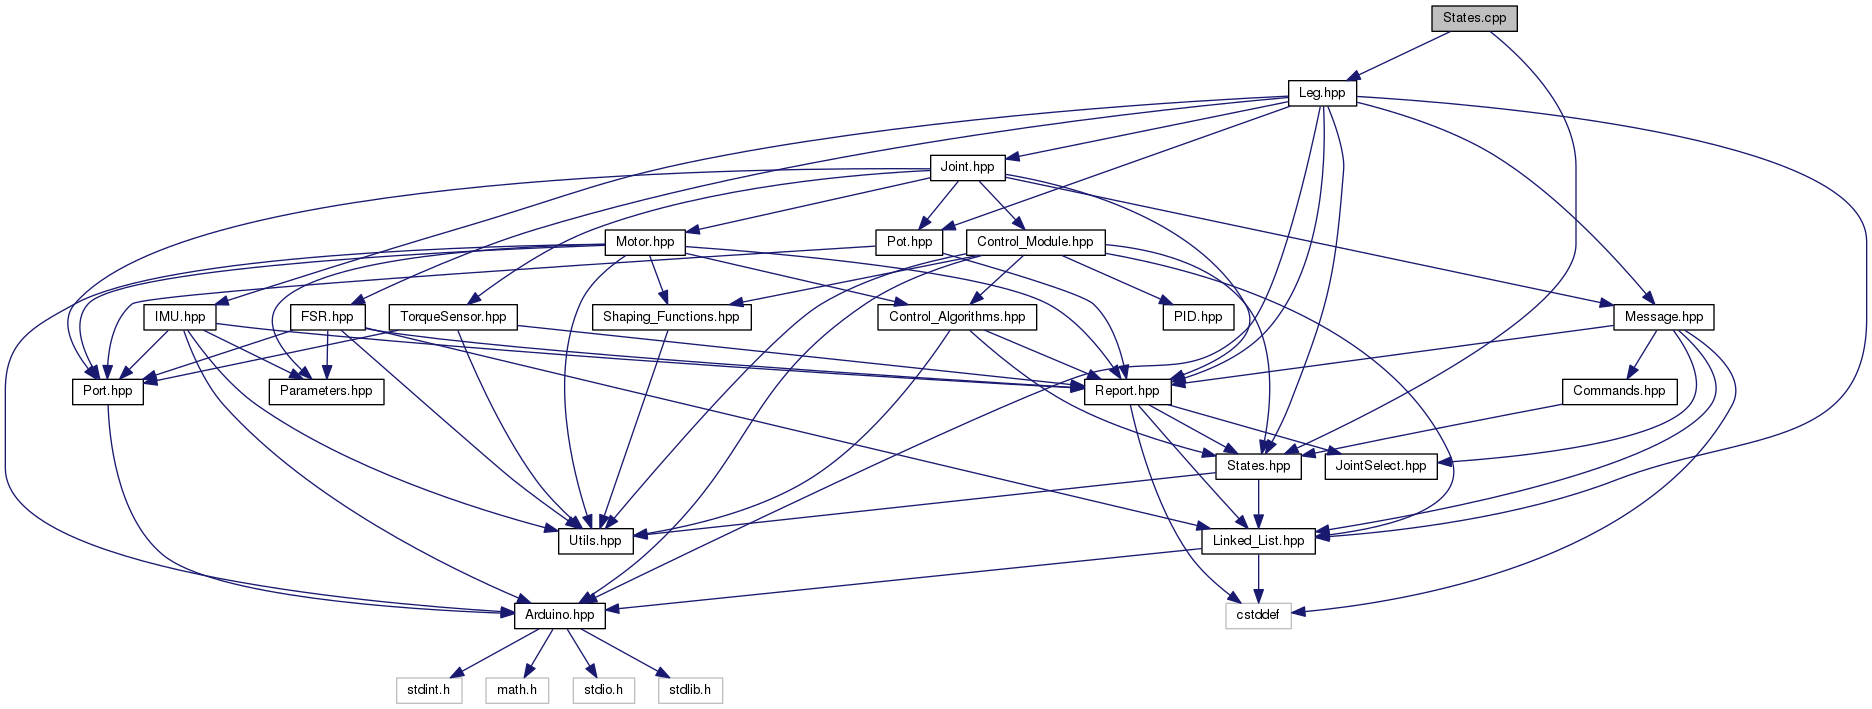 States.cpp
Leg.hpp
Joint.hpp
Motor.hpp
Pot.hpp
Control_Module.hpp
IMU.hpp
FSR.hpp
TorqueSensor.hpp
Shaping_Functions.hpp
Control_Algorithms.hpp
PID.hpp
Message.hpp
Port.hpp
Parameters.hpp
Report.hpp
Commands.hpp
States.hpp
JointSelect.hpp
Utils.hpp
Linked_List.hpp
Arduino.hpp
cstddef
stdint.h
math.h
stdio.h
stdlib.h